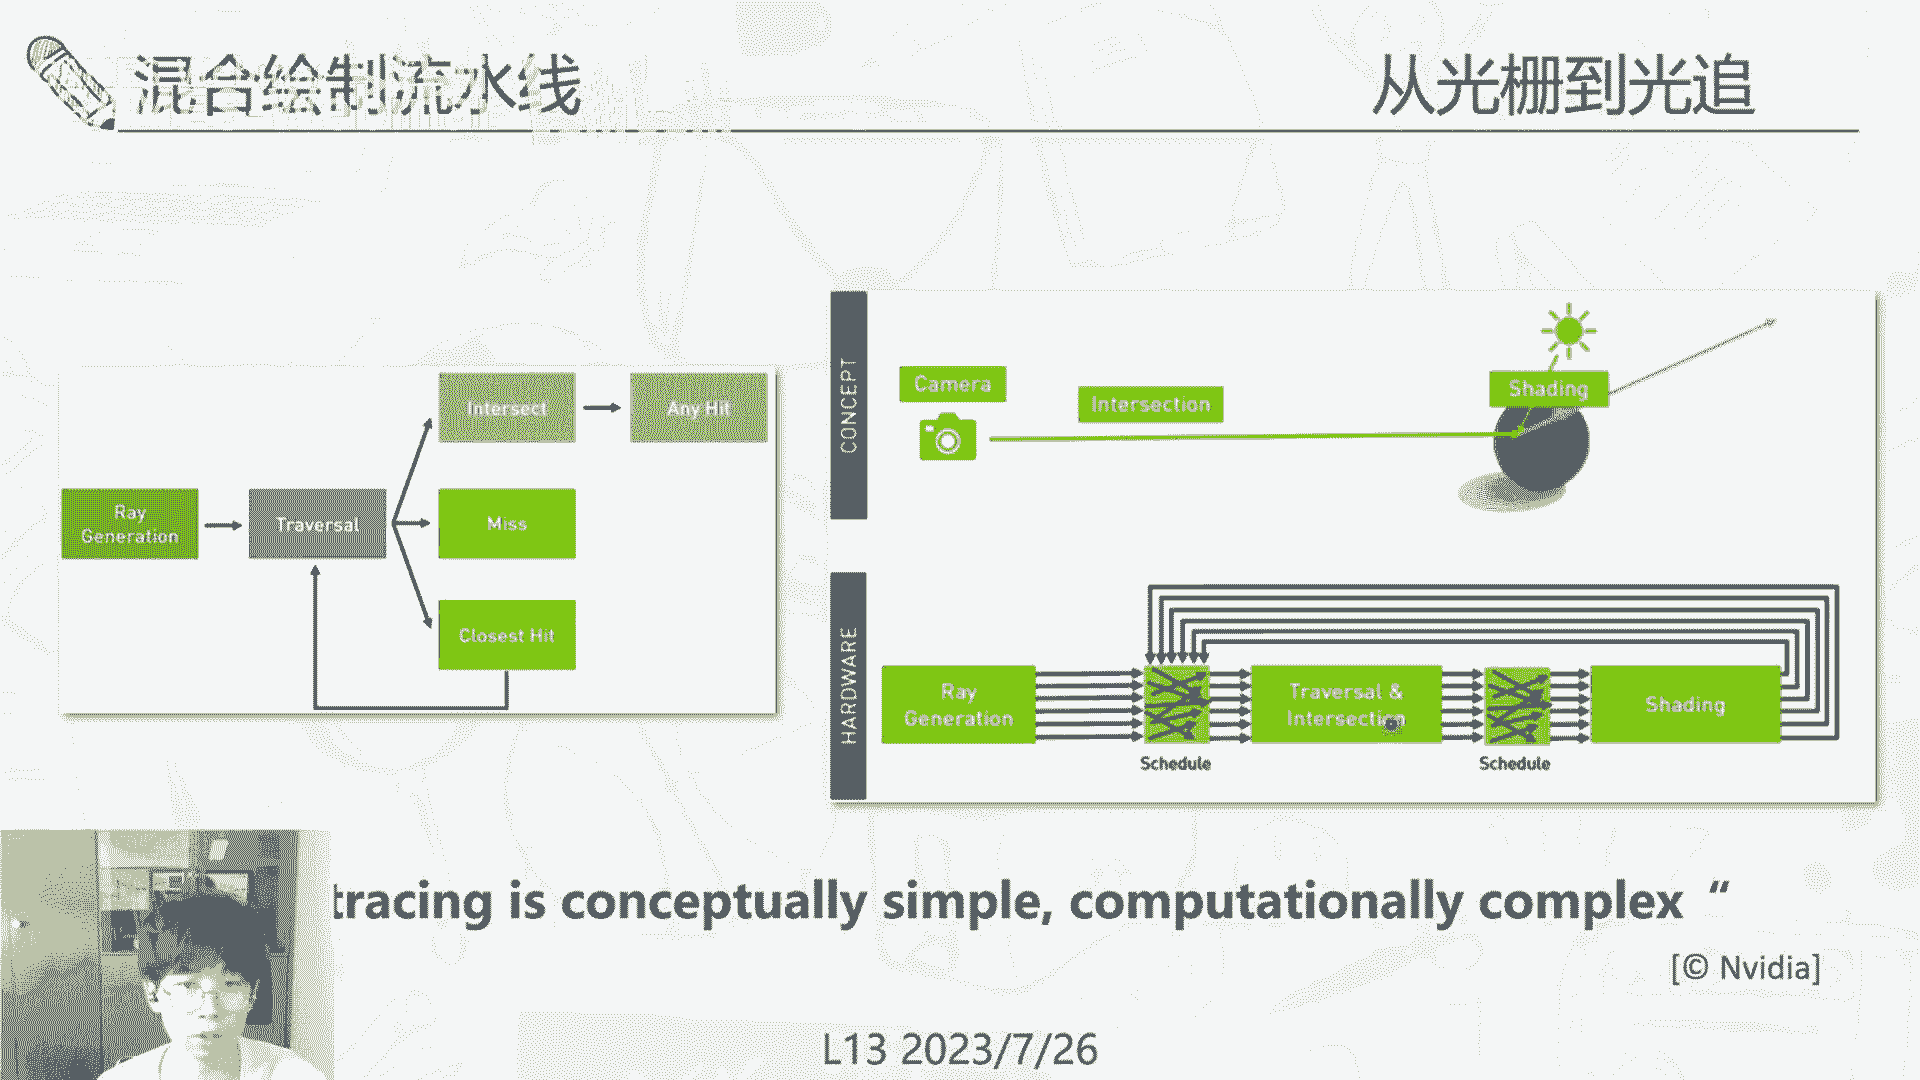 混合绘制流水线
从光栅到光追
Intersect
Any Hit
Ray
Generation
Traversal
Miss
Closest Hit
CONCEPT
Camera
Intersection
Shading
HARDWARE
Ray
Generation
Schedule
Traversal &
Intersection
Schedule
Shading
tracing is conceptually simple, computationally complex “
[© Nvidia]
L13 2023/7/26